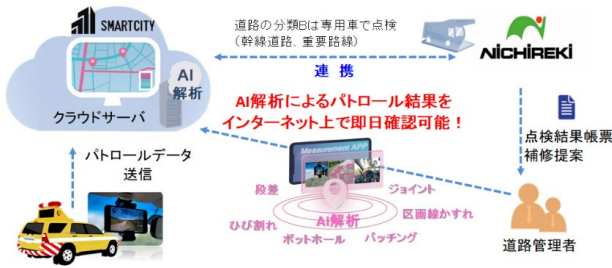 SMARTCITY
道路の分類Bは専用車で点検
(幹線道路、重要路線)
連 携
NICHIREKI
AI
解析
クラウドサーバ
AI解析によるパトロール結果を
インターネット上で即日確認可能！
点検結果帳票
補修提案
パトロールデータ
送信
Measurement APP
段差
ジョイント
ひび割れ
AI解析
区画線かすれ
ポットホール
パッチング
道路管理者